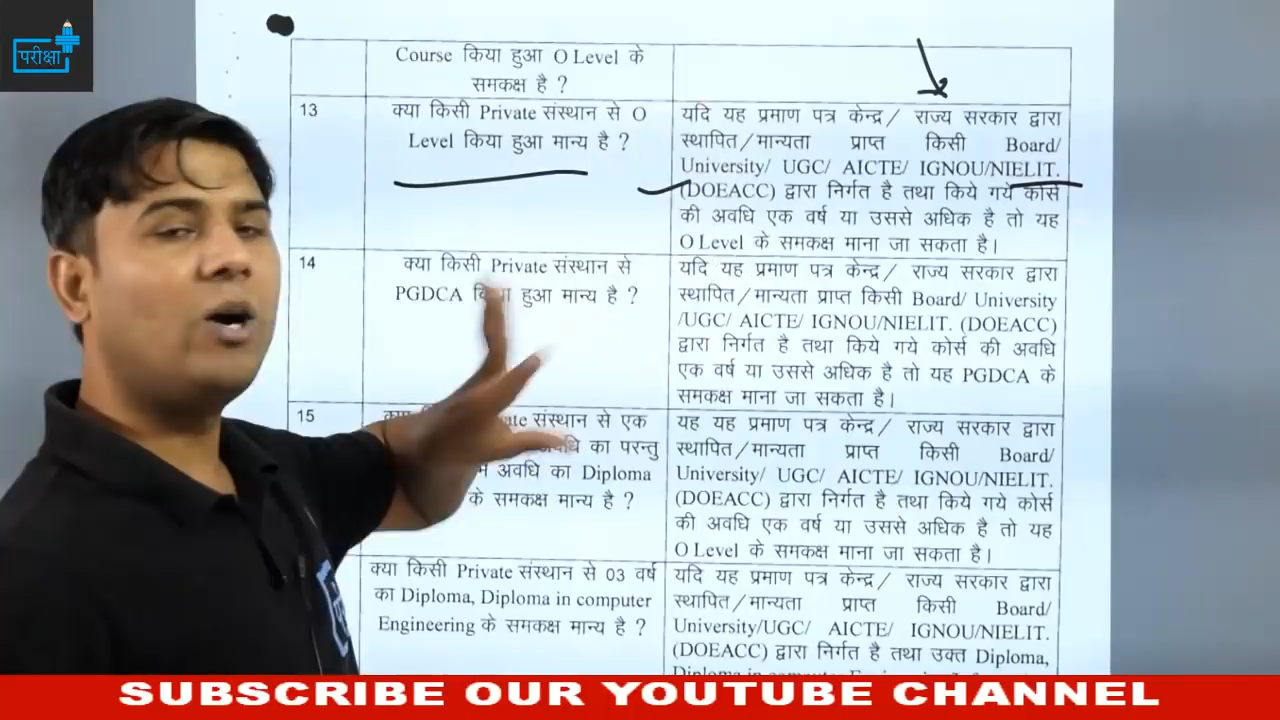 परीक्षा
Course किया हुआ O Level के
समकक्ष है ?
13
क्या किसी Private संस्थान से O
Level किया हुआ मान्य है ?
यदि यह प्रमाण पत्र केन्द्र/ राज्य सरकार द्वारा
स्थापित/मान्यता प्राप्त किसी Board/
University/ UGC/ AICTE/ IGNOU/NIELIT.
(DOEACC) द्वारा निर्गत है तथा किये गये कोर्स
की अवधि एक वर्ष या उससे अधिक है तो यह
O Level के समकक्ष माना जा सकता है।
14
क्या किसी Private संस्थान से
PGDCA किया हुआ मान्य है ?
यदि यह प्रमाण पत्र केन्द्र/ राज्य सरकार द्वारा
स्थापित/मान्यता प्राप्त किसी Board/ University
/UGC/ AICTE/ IGNOU/NIELIT. (DOEACC)
द्वारा निर्गत है तथा किये गये कोर्स की अवधि
एक वर्ष या उससे अधिक है तो यह PGDCA के
समकक्ष माना जा सकता है।
15
संस्थान से एक
का परन्तु
अवधि का Diploma
के समकक्ष मान्य है ?
यह यह प्रमाण पत्र केन्द्र/ राज्य सरकार द्वारा
स्थापित/मान्यता प्राप्त किसी Board/
University/ UGC/ AICTE/ IGNOU/NIELIT.
(DOEACC) द्वारा निर्गत है तथा किये गये कोर्स
की अवधि एक वर्ष या उससे अधिक है तो यह
O Level के समकक्ष माना जा सकता है।
क्या किसी Private संस्थान से 03 वर्ष
का Diploma, Diploma in computer
Engineering के समकक्ष मान्य है ?
यदि यह प्रमाण पत्र केन्द्र/ राज्य सरकार द्वारा
स्थापित/मान्यता प्राप्त किसी Board/
University/UGC/ AICTE/ IGNOU/NIELIT.
(DOEACC) द्वारा निर्गत है तथा उक्त Diploma,
Diploma in computer
SUBSCRIBE OUR YOUTUBE CHANNEL